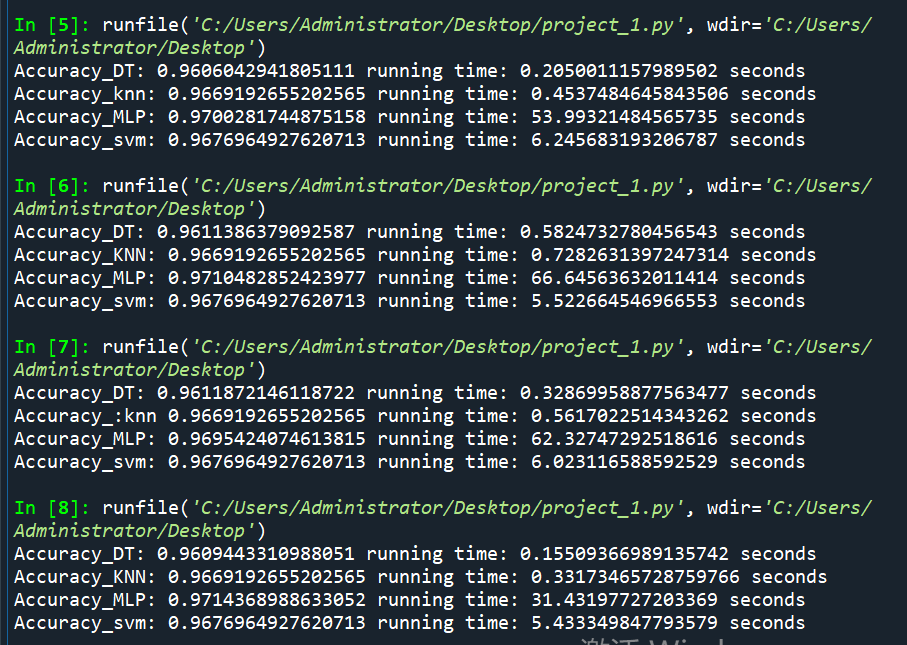 In [5]: runfile('C:/Users/Administrator/Desktop/project_1.py', wdir='C:/Users/
Administrator/Desktop')
Accuracy_DT: 0.9606042941805111 running time: 0.2050011157989502 seconds
Accuracy_knn: 0.9669192655202565 running time: 0.4537484645843506 seconds
Accuracy_MLP: 0.9700281744875158 running time: 53.99321484565735 seconds
Accuracy_svm: 0.9676964927620713 running time: 6.245683193206787 seconds
In [6]: runfile('C:/Users/Administrator/Desktop/project_1.py', wdir='C:/Users/
Administrator/Desktop')
Accuracy_DT: 0.9611386379092587 running time: 0.5824732780456543 seconds
Accuracy_KNN: 0.9669192655202565 running time: 0.7282631397247314 seconds
Accuracy_MLP: 0.9710482852423977 running time: 66.64563632011414 seconds
Accuracy_svm: 0.9676964927620713 running time: 5.522664546966553 seconds
In [7]: runfile('C:/Users/Administrator/Desktop/project_1.py', wdir='C:/Users/
Administrator/Desktop')
Accuracy_DT: 0.9611872146118722 running time: 0.32869958877563477 seconds
Accuracy_:knn 0.9669192655202565 running time: 0.5617022514343262 seconds
Accuracy_MLP: 0.9695424074613815 running time: 62.32747292518616 seconds
Accuracy_svm: 0.9676964927620713 running time: 6.023116588592529 seconds
In [8]: runfile('C:/Users/Administrator/Desktop/project_1.py', wdir='C:/Users/
Administrator/Desktop')
Accuracy_DT: 0.9609443310988051 running time: 0.15509366989135742 seconds
Accuracy_KNN: 0.9669192655202565 running time: 0.33173465728759766 seconds
Accuracy_MLP: 0.9714368988633052 running time: 31.43197727203369 seconds
Accuracy_svm: 0.9676964927620713 running time: 5.433349847793579 seconds